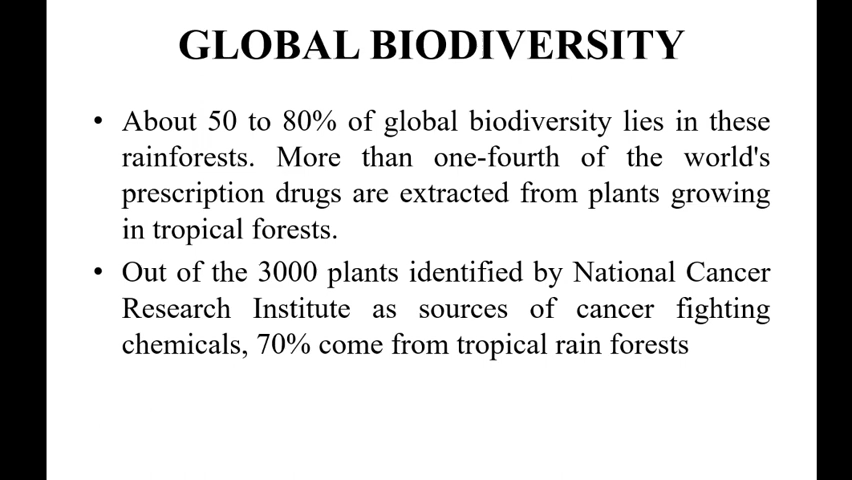 GLOBAL BIODIVERSITY
• About 50 to 80% of global biodiversity lies in these
rainforests. More than one-fourth of the world's
prescription drugs are extracted from plants growing
in tropical forests.
• Out of the 3000 plants identified by National Cancer
Research Institute as sources of cancer fighting
chemicals, 70% come from tropical rain forests